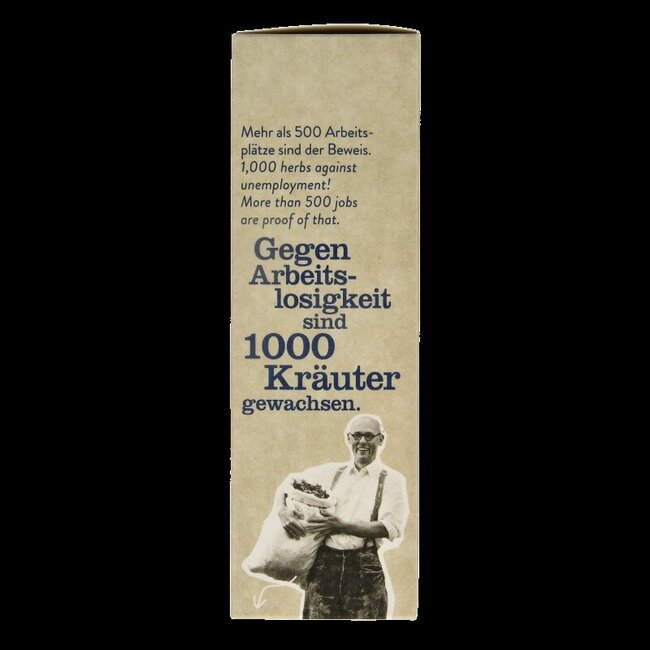 Mehr als 500 Arbeits-
plätze sind der Beweis.
1,000 herbs against
unemployment!
More than 500 jobs
are proof of that.
Gegen
Arbeits-
losigkeit
sind
1000
Kräuter
gewachsen.